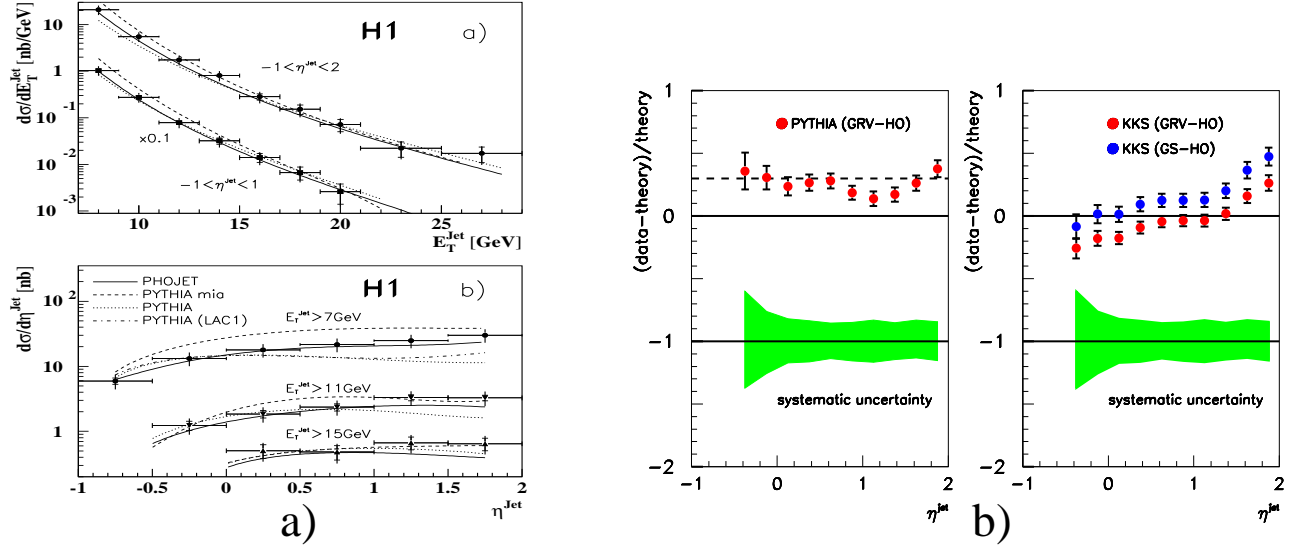 H1
a)
dσ/dE_T^Jet [nb/GeV]
10
1
10^-1
10^-2
10^-3
-1<η^Jet<2
×0.1
-1<η^Jet<1
10
15
20
25
E_T^Jet [GeV]
H1
b)
dσ/dη^Jet [nb]
10^2
10
1
PHOJET
PYTHIA mia
PYTHIA
PYTHIA (LAC1)
E_T^Jet>7GeV
E_T^Jet>11GeV
E_T^Jet>15GeV
-1
-0.5
0
0.5
1
1.5
2
η^Jet
a)
(data-theory)/theory
1
0
-1
-2
PYTHIA (GRV-HO)
systematic uncertainty
-1
0
1
2
η^jet
(data-theory)/theory
1
0
-1
-2
KKS (GRV-HO)
KKS (GS-HO)
systematic uncertainty
-1
0
1
2
η^jet
b)